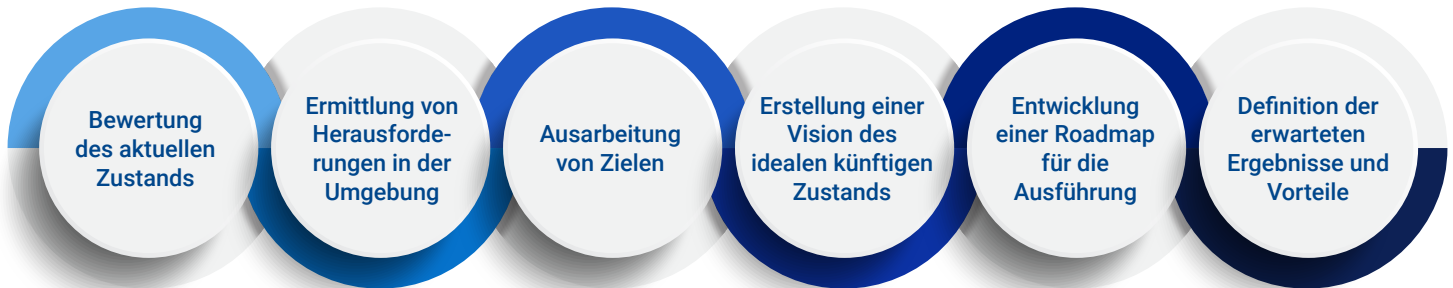 Bewertung
des aktuellen
Zustands
Ermittlung von
Herausforde-
rungen in der
Umgebung
Ausarbeitung
von Zielen
Erstellung einer
Vision des
idealen künftigen
Zustands
Entwicklung
einer Roadmap
für die
Ausführung
Definition der
erwarteten
Ergebnisse und
Vorteile